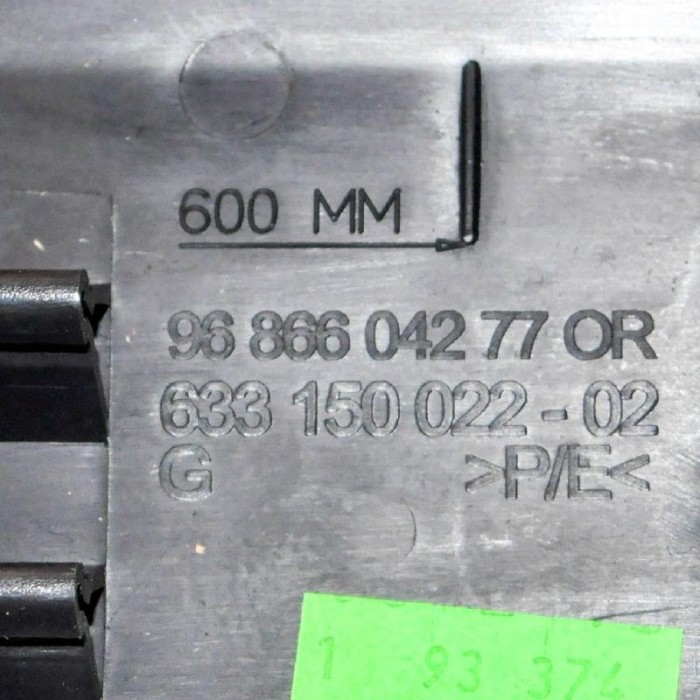 600 MM
96 866 042 77 OR
633 150 022 - 02
G >P/E<
1 93 374